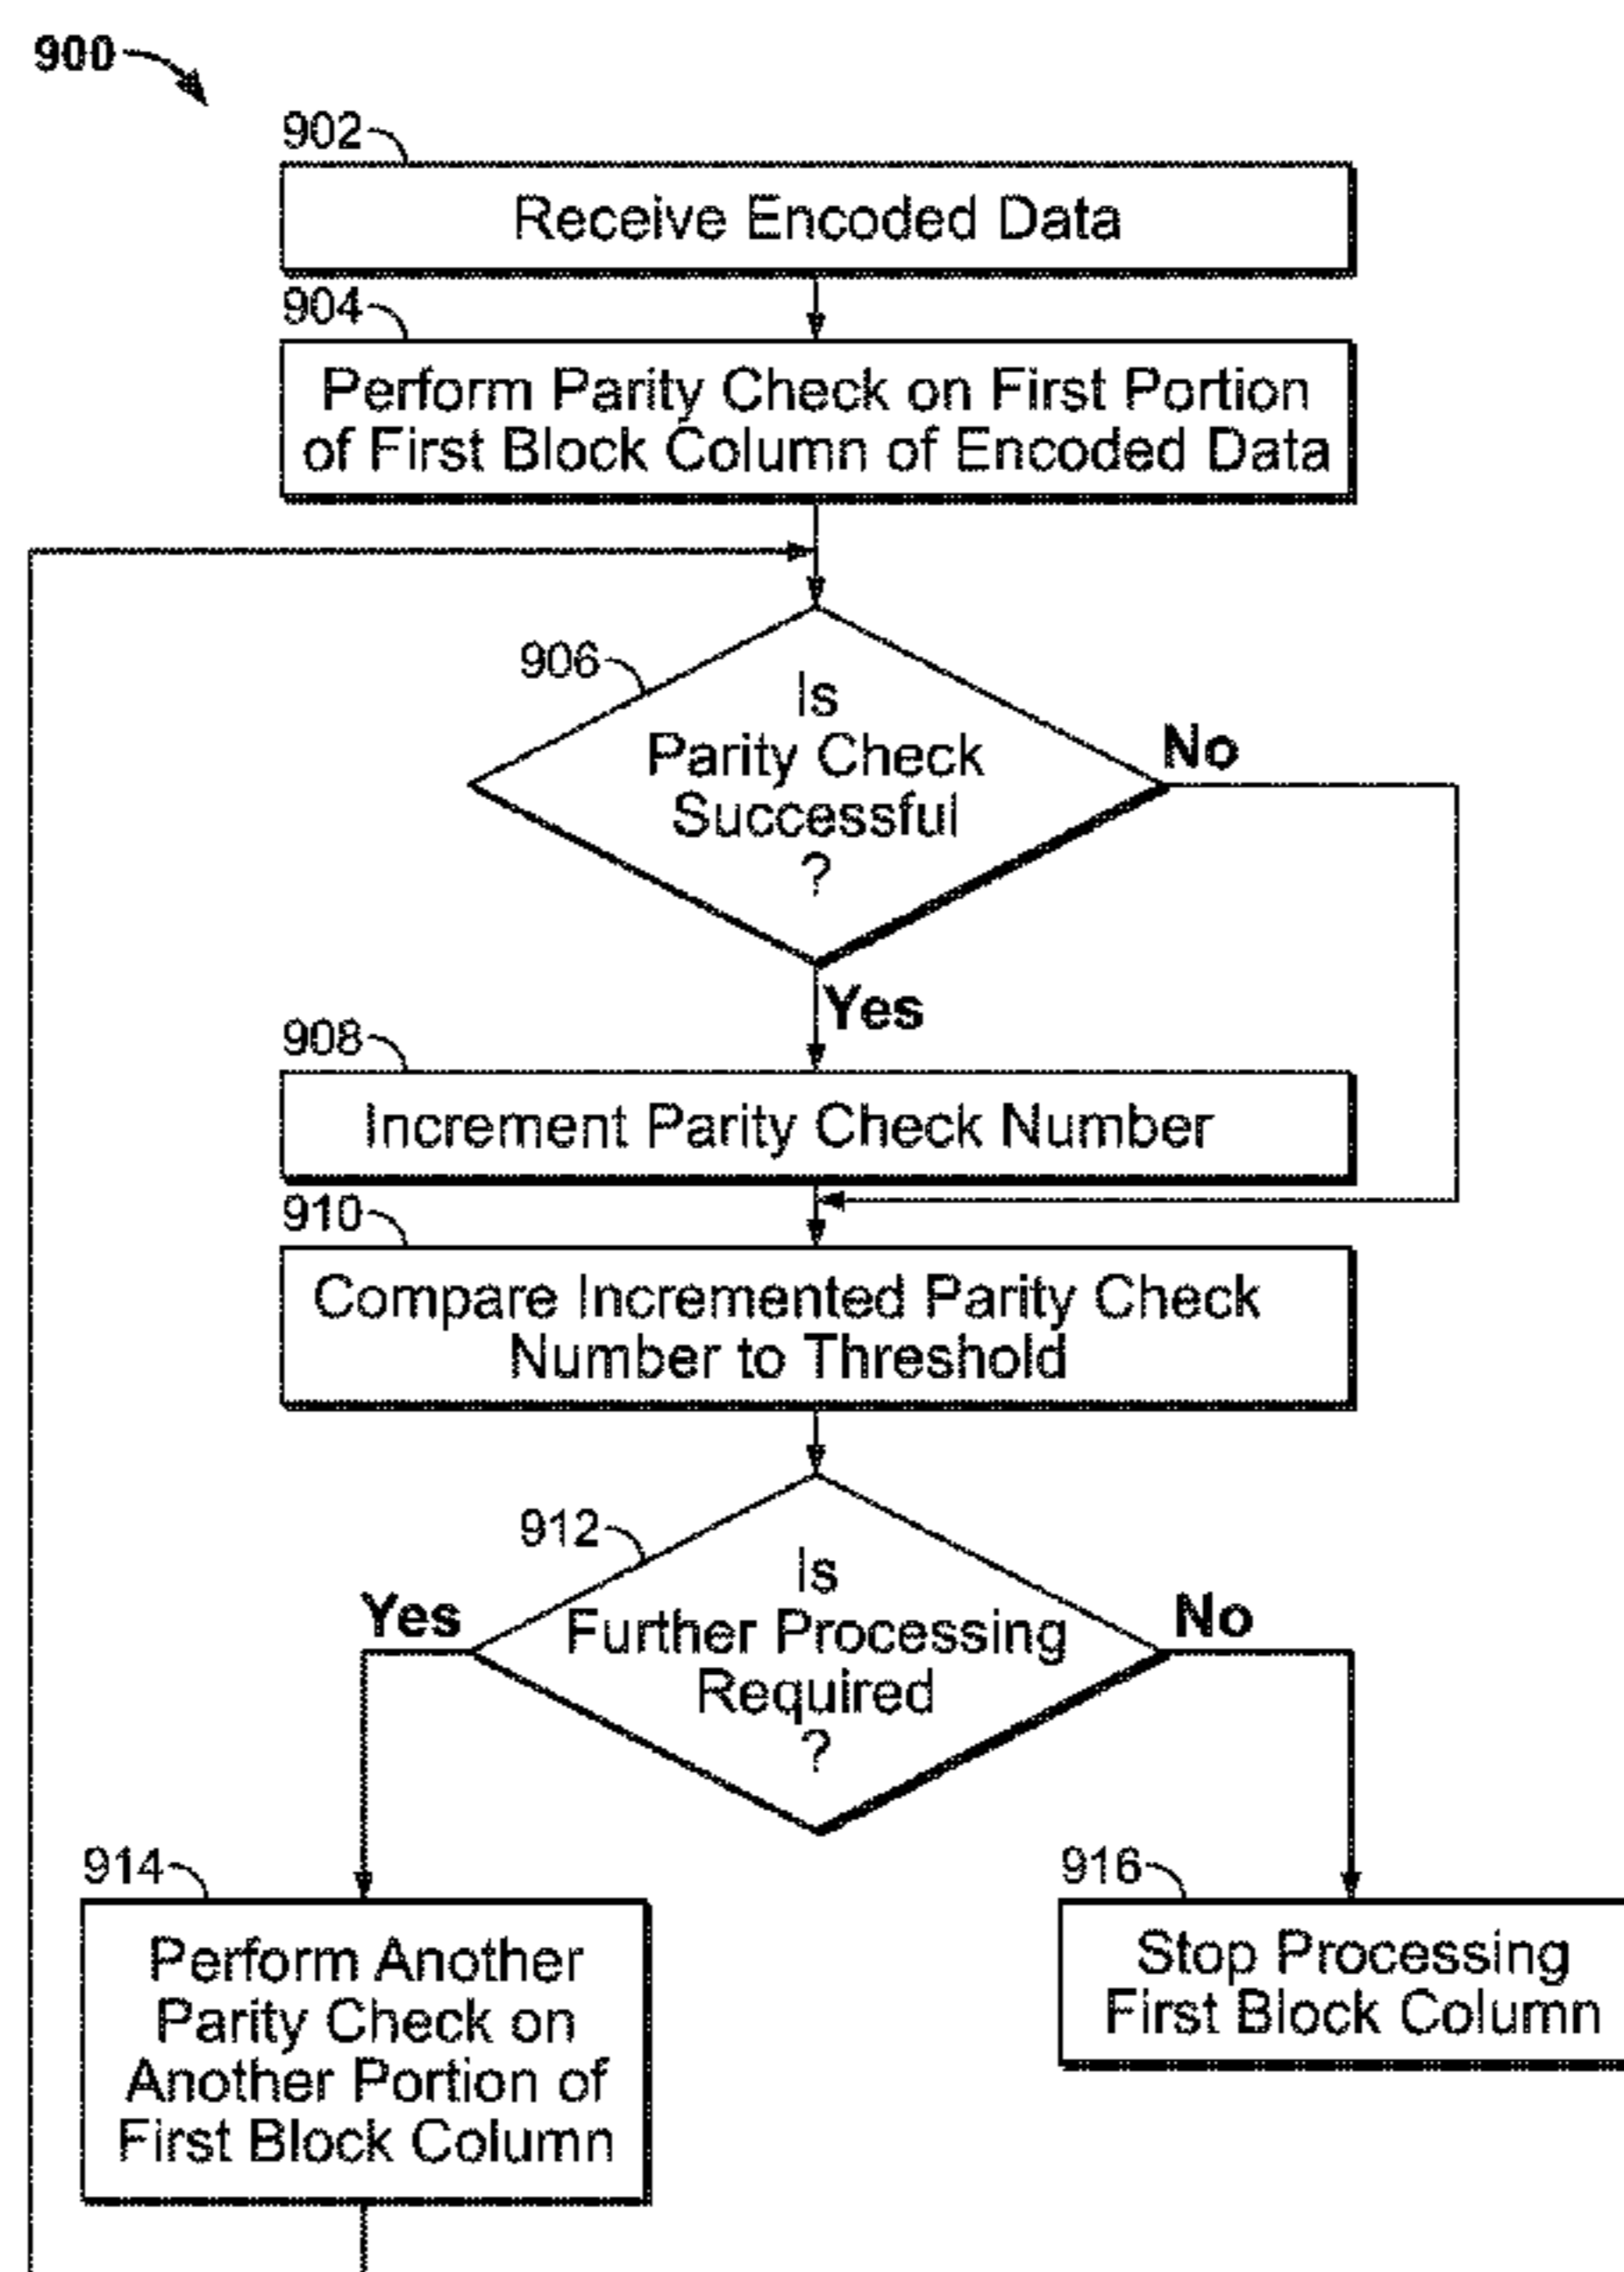 900
902
Receive Encoded Data
904
Perform Parity Check on First Portion
of First Block Column of Encoded Data
906
Is
Parity Check
Successful
?
No
Yes
908
Increment Parity Check Number
910
Compare Incremented Parity Check
Number to Threshold
912
Is
Further Processing
Required
?
Yes
No
914
Perform Another
Parity Check on
Another Portion of
First Block Column
916
Stop Processing
First Block Column